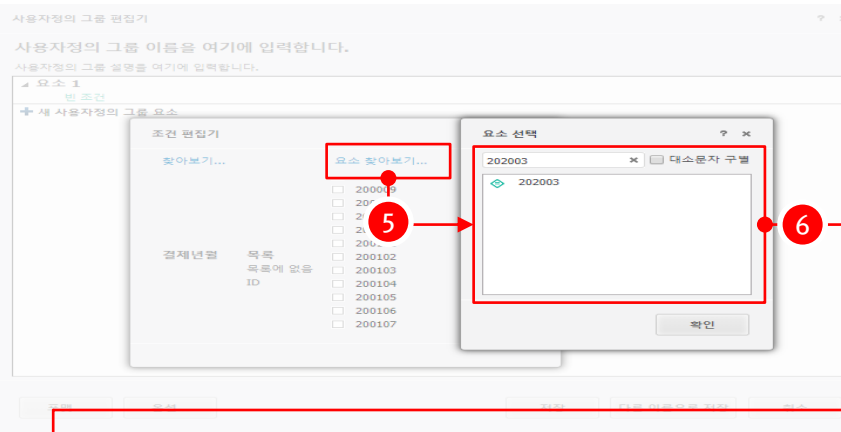 사용자정의 그룹 편집기 ?
사용자정의 그룹 이름을 여기에 입력합니다.
사용자정의 그룹 설명를 여기에 입력합니다.
요소 1
빈 조건
새 사용자정의 그룹 요소
조건 편집기
찾아보기...
요소 찾아보기...
200009
결제년월
목록
목록에 없음
ID
200102
200103
200104
200105
200106
200107
요소 선택 ? ×
202003 × 대소문자 구별
202003
확인
5
6
저장
다른 이름으로 저장
취소